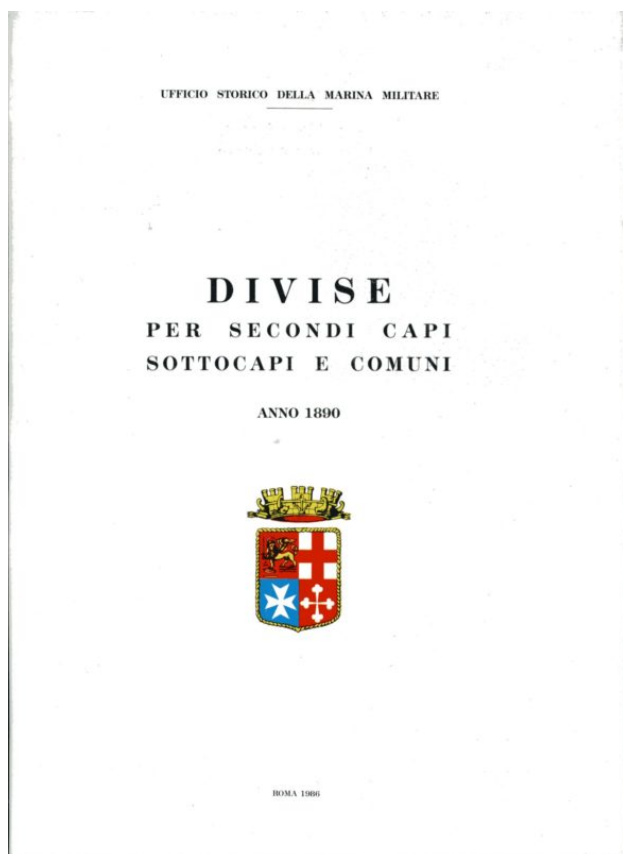 UFFICIO STORICO DELLA MARINA MILITARE
DIVISE
PER SECONDI CAPI
SOTTOCAPI E COMUNI
ANNO 1890
ROMA 1986